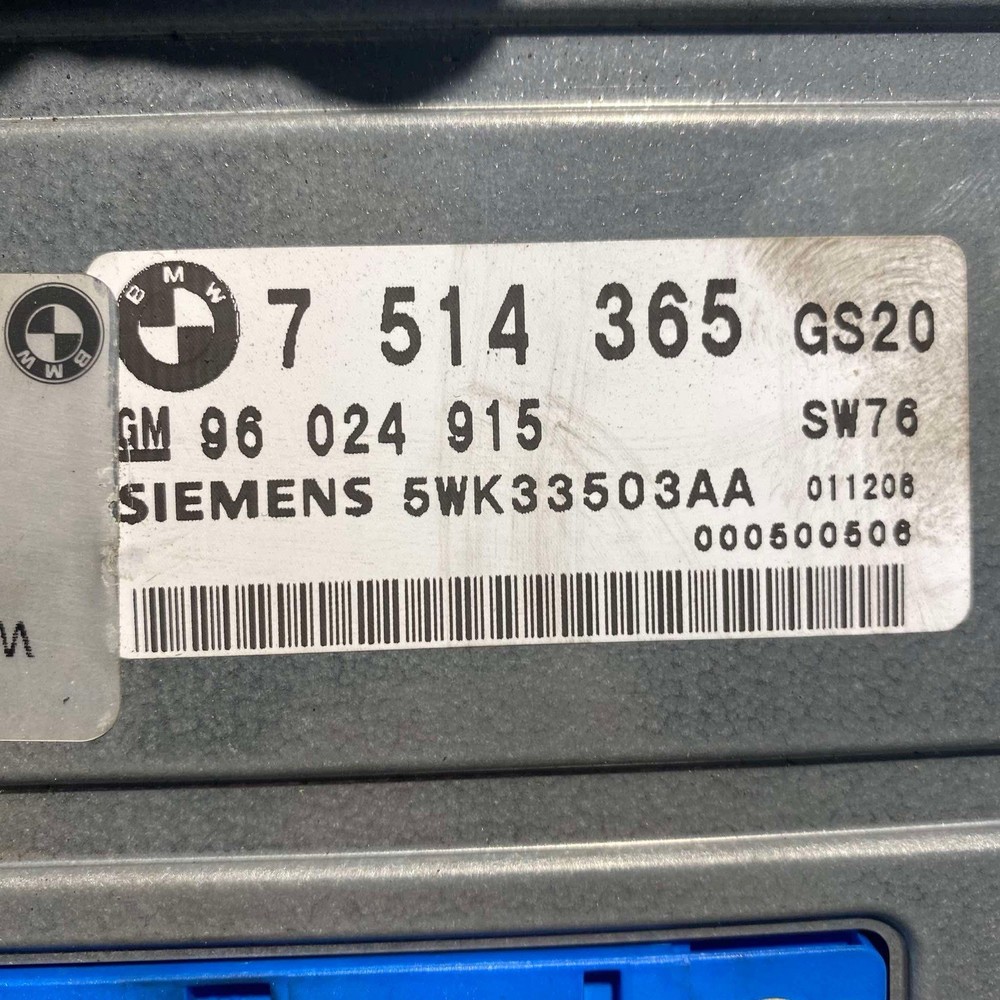 BMW 7 514 365 GS20
GM 96 024 915 SW76
SIEMENS 5WK33503AA 011206
000500506
BMW